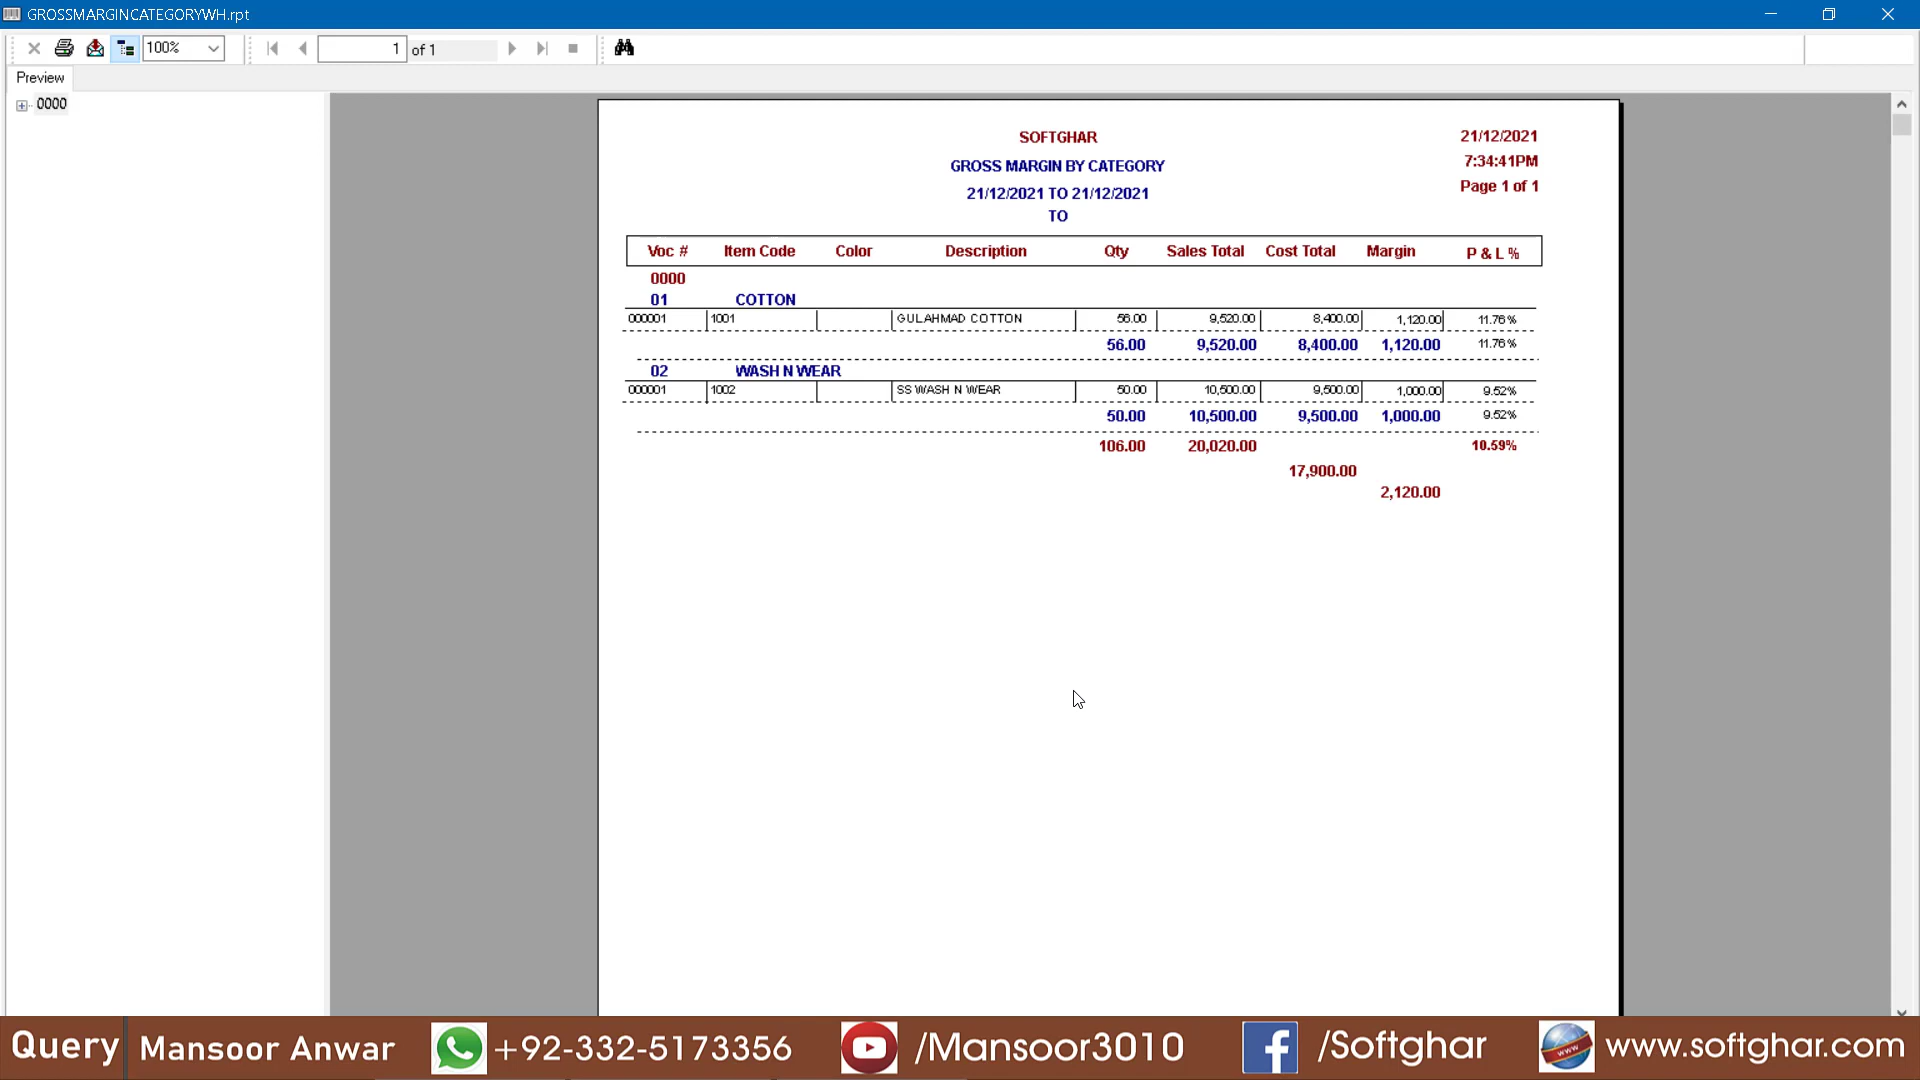 GROSSMARGINCATEGORYWH.rpt
100%
1 of 1
Preview
0000
SOFTGHAR
21/12/2021
GROSS MARGIN BY CATEGORY
7:34:41PM
21/12/2021 TO 21/12/2021
Page 1 of 1
TO
Voc # Item Code Color Description Qty Sales Total Cost Total Margin P & L %
0000
01 COTTON
000001 1001 GULAHMAD COTTON 56.00 9,520.00 8,400.00 1,120.00 11.76%
56.00 9,520.00 8,400.00 1,120.00 11.76%
02 WASH N WEAR
000001 1002 SS WASH N WEAR 50.00 10,500.00 9,500.00 1,000.00 9.52%
50.00 10,500.00 9,500.00 1,000.00 9.52%
106.00 20,020.00 10.59%
17,900.00
2,120.00
Query Mansoor Anwar +92-332-5173356 /Mansoor3010 f /Softghar www www.softghar.com